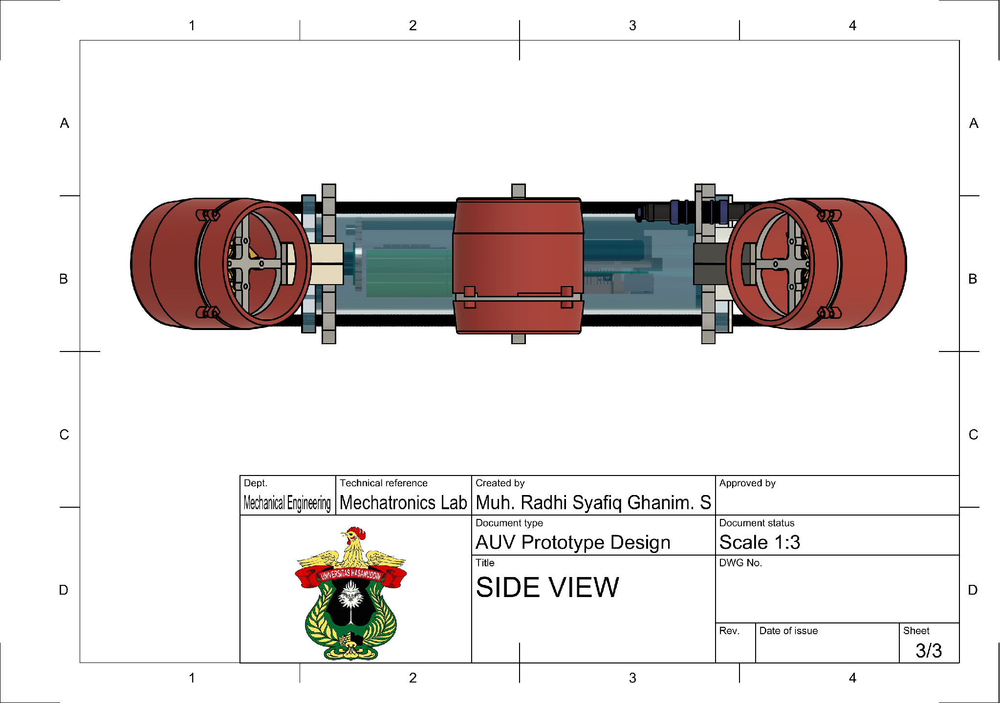 1 2 3 4
A A
B B
C C
D D
Dept.
Mechanical Engineering
Technical reference
Mechatronics Lab
Created by
Muh. Radhi Syafiq Ghanim. S
Approved by
Document type
AUV Prototype Design
Document status
Scale 1:3
UNIVERSITAS HASANUDDIN
Title
SIDE VIEW
DWG No.
Rev.
Date of issue
Sheet
3/3
1 2 3 4